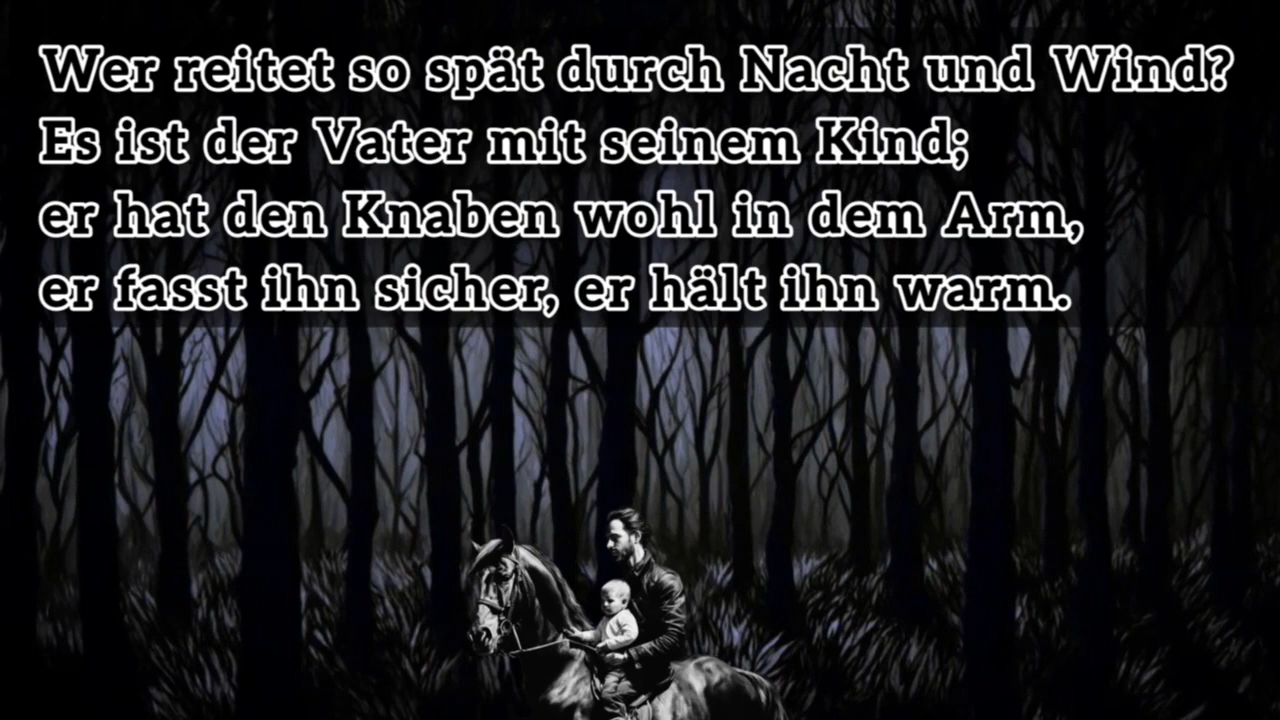 Wer reitet so spät durch Nacht und Wind?
Es ist der Vater mit seinem Kind;
er hat den Knaben wohl in dem Arm,
er fasst ihn sicher, er hält ihn warm.